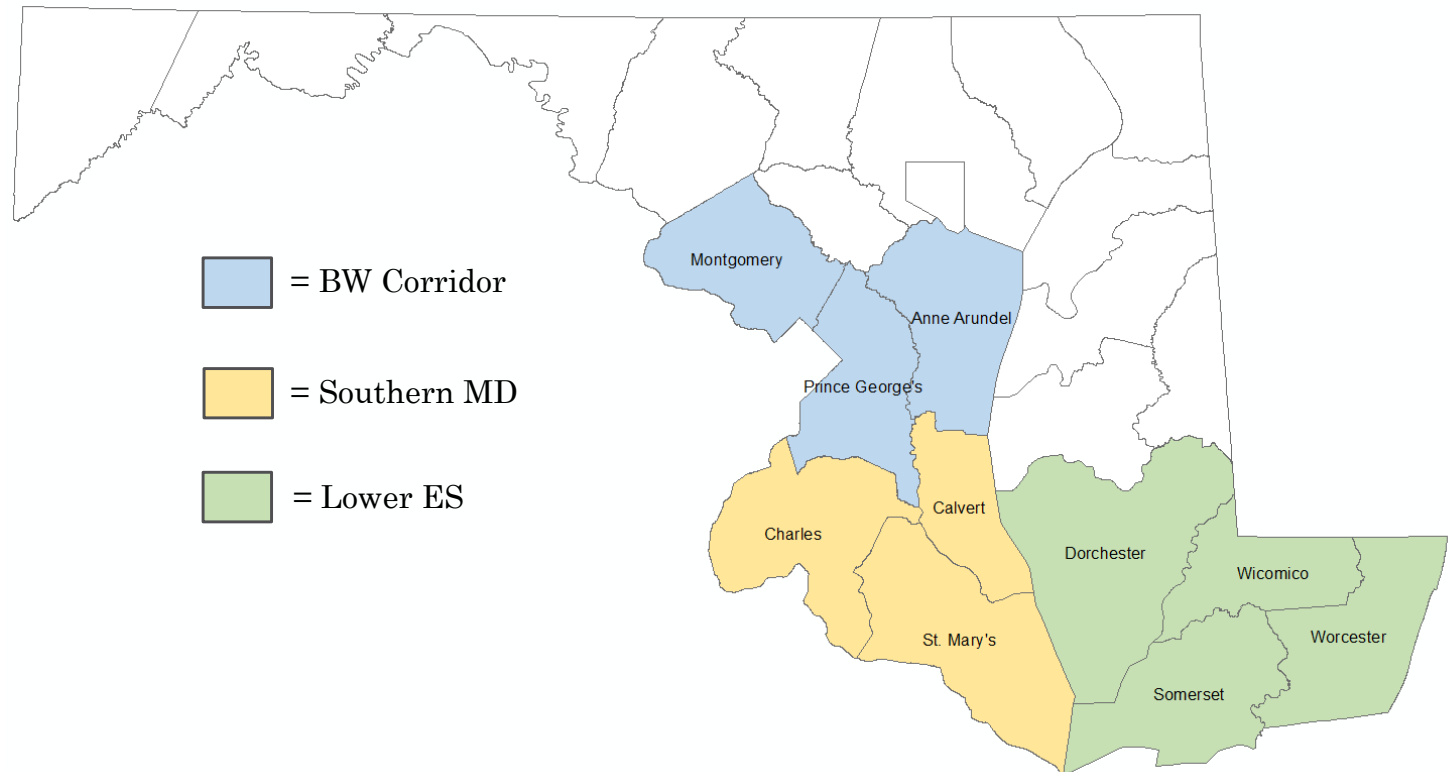 Montgomery
= BW Corridor
Anne Arundel
Prince George's
= Southern MD
= Lower ES
Calvert
Charles
Dorchester
Wicomico
St. Mary's
Worcester
Somerset